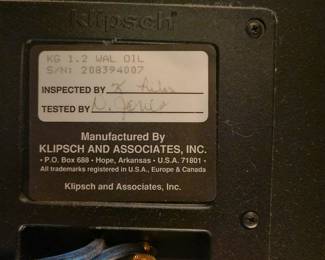 Klipsch®
KG 1.2 WAL OIL
S/N: 208394007
INSPECTED BY
TESTED BY
Manufactured By
KLIPSCH AND ASSOCIATES, INC.
• P.O. Box 688 • Hope, Arkansas • U.S.A. 71801 •
All trademarks registered in U.S.A., Europe & Canada
Klipsch and Associates, Inc.